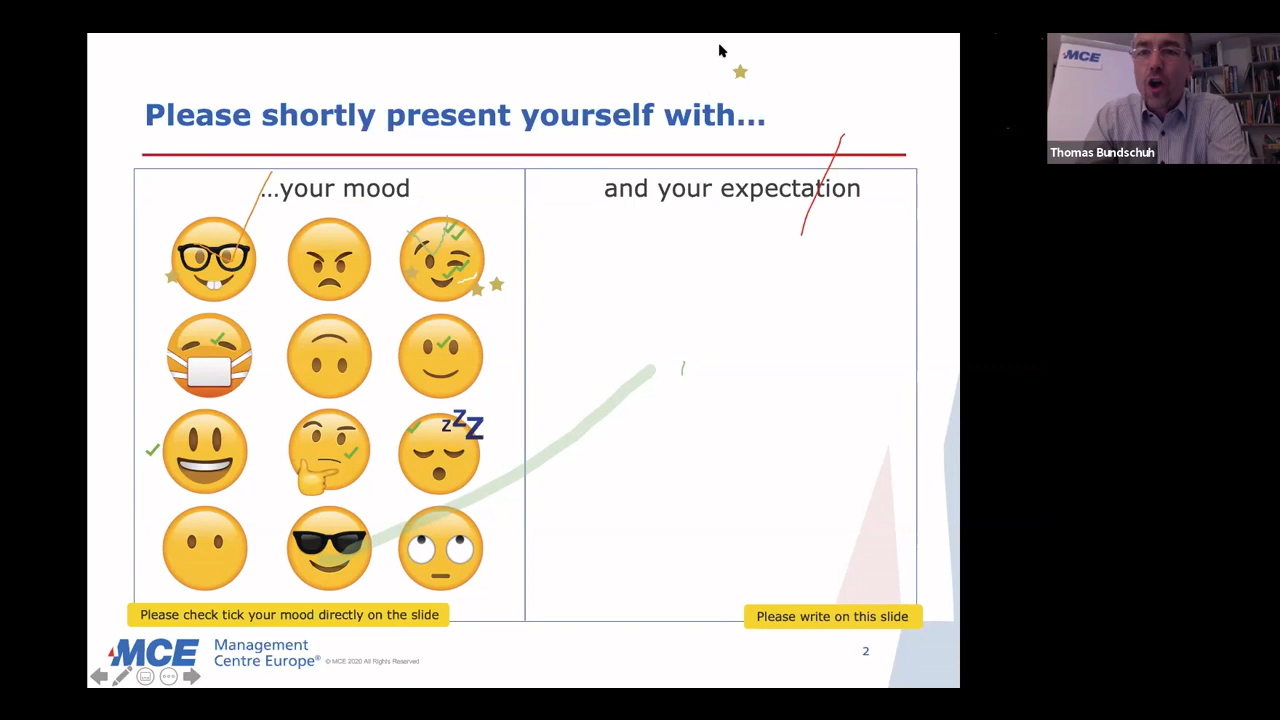 Please shortly present yourself with...
...your mood
and your expectation
z
z
z
Please check tick your mood directly on the slide
Please write on this slide
MCE
Management
Centre Europe®
© MCE 2020 All Rights Reserved
2
MCE
Thomas Bundschuh